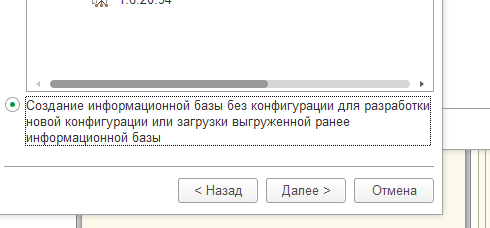 Создание информационной базы без конфигурации для разработки
новой конфигурации или загрузки выгруженной ранее
информационной базы
< Назад
Далее >
Отмена